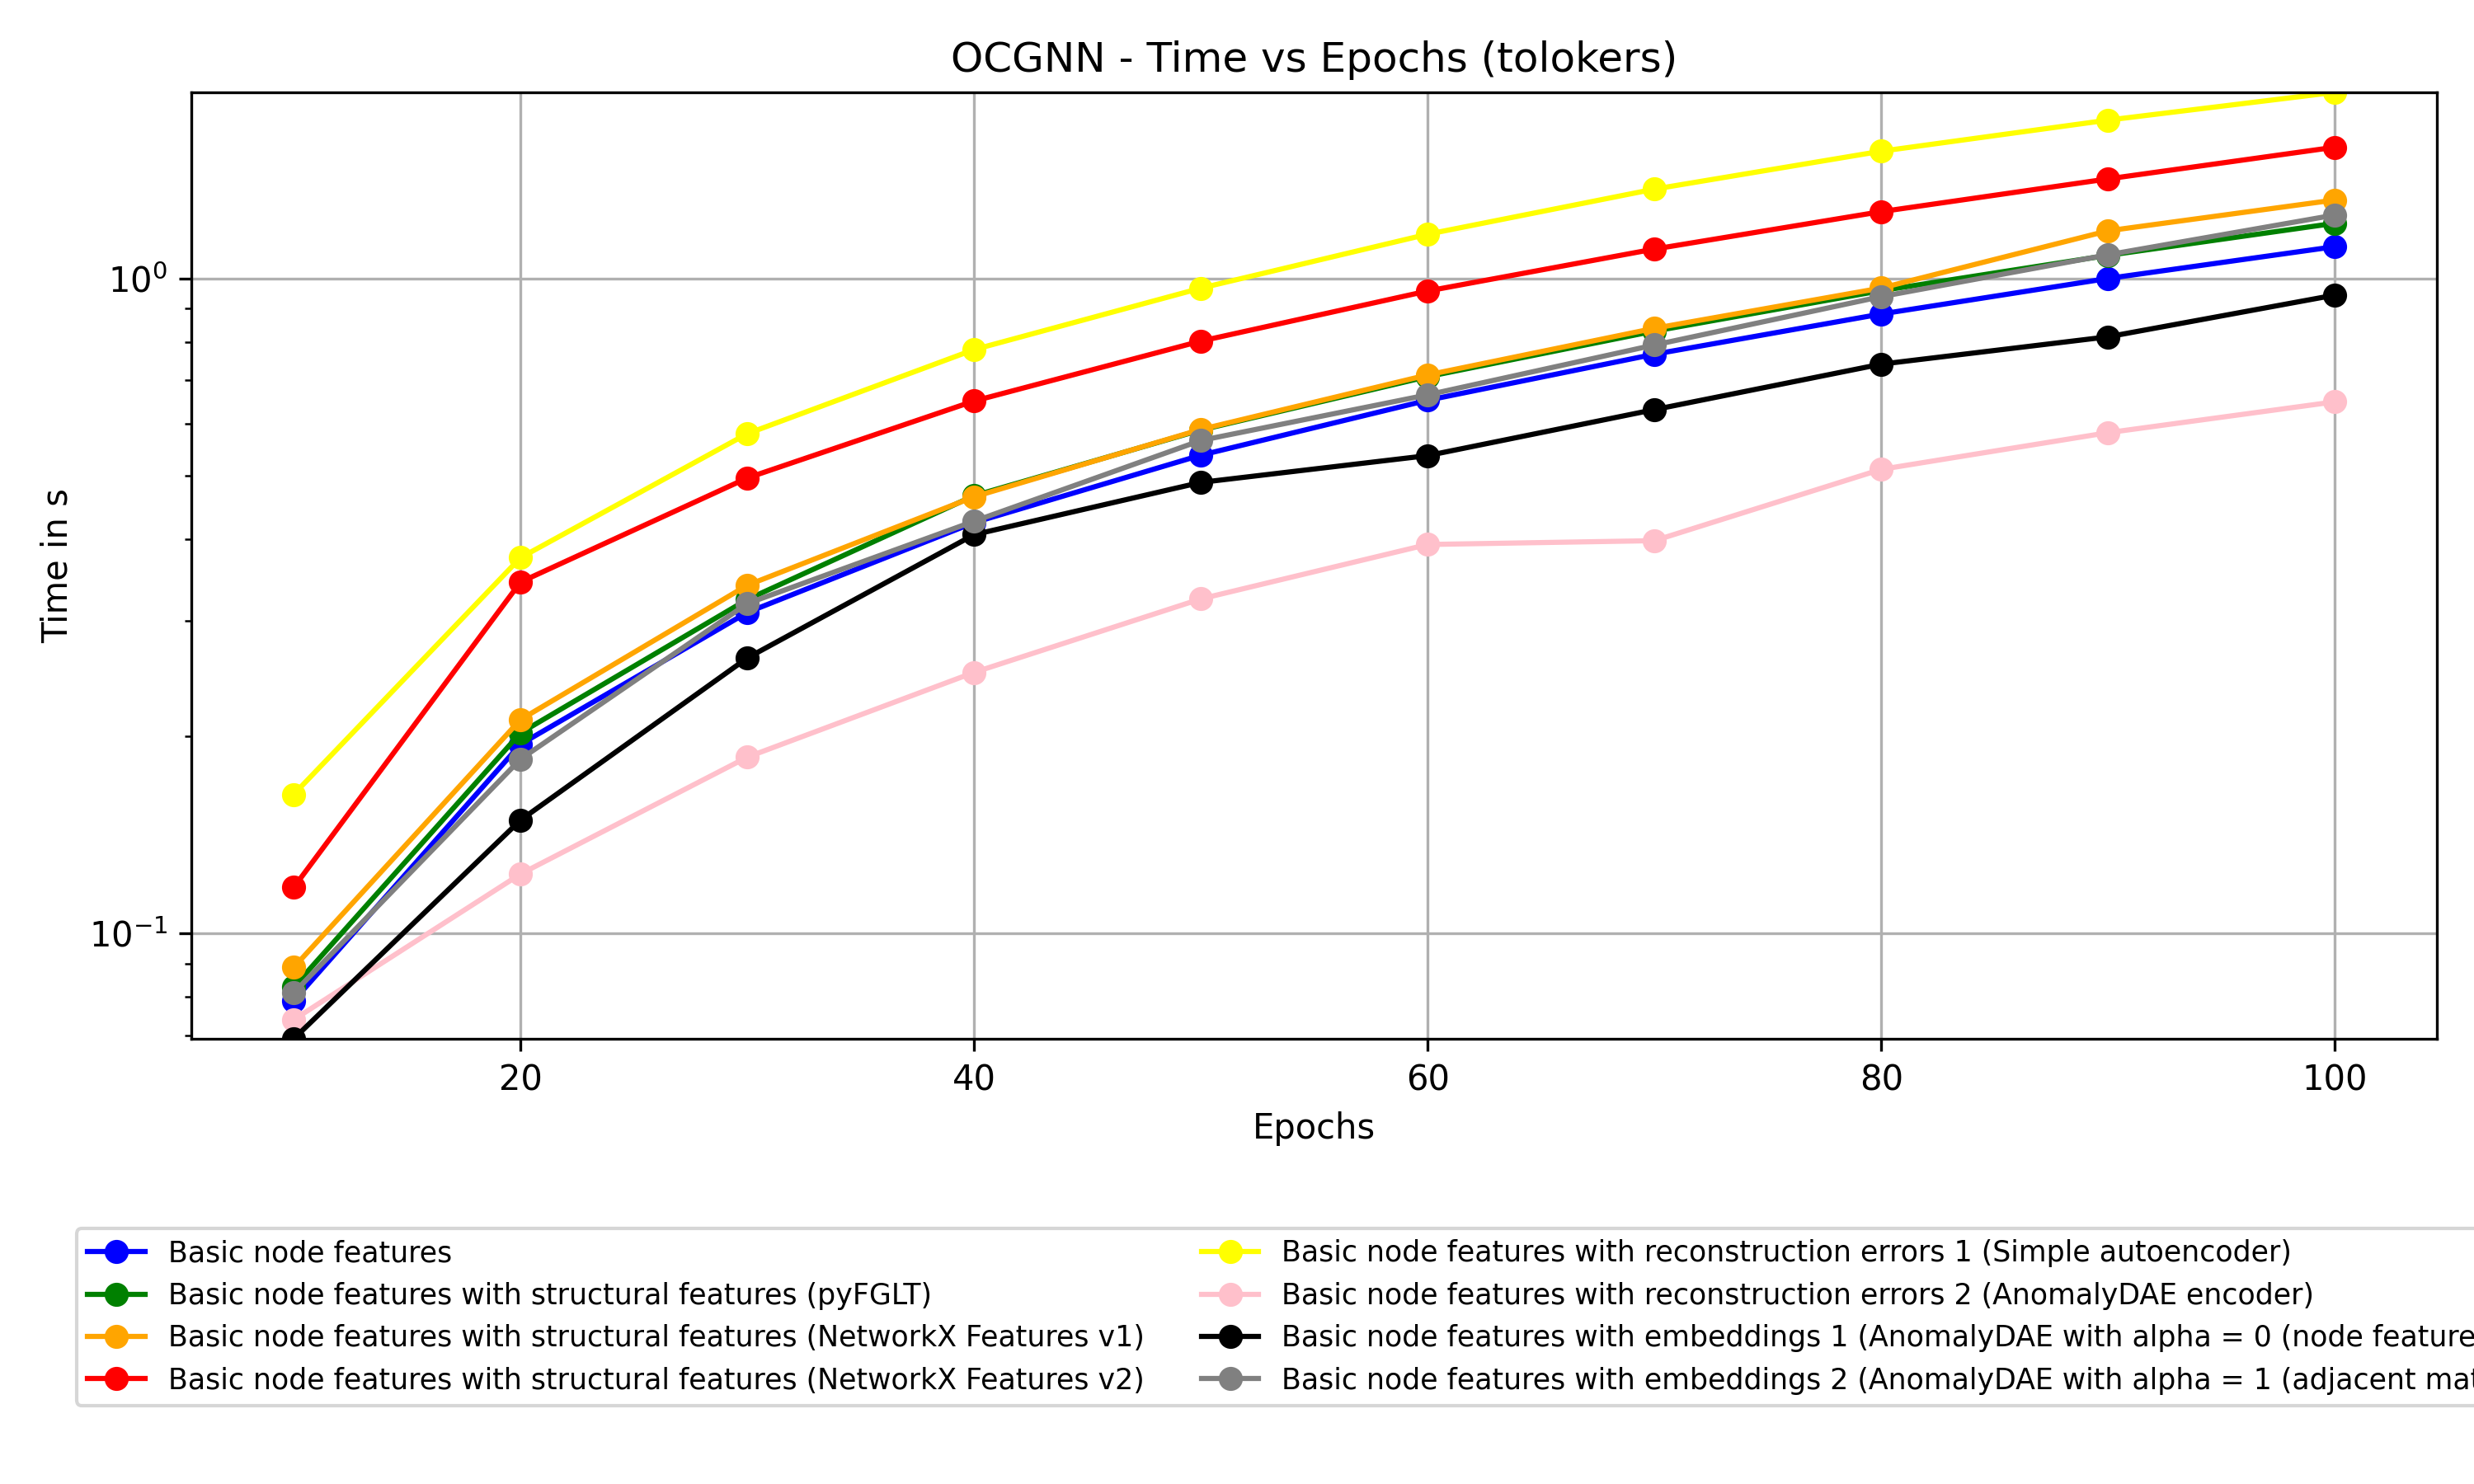 OCGNN - Time vs Epochs (tolokers)
Time in s
10⁰
10⁻¹
20 40 60 80 100
Epochs
Basic node features
Basic node features with structural features (pyFGLT)
Basic node features with structural features (NetworkX Features v1)
Basic node features with structural features (NetworkX Features v2)
Basic node features with reconstruction errors 1 (Simple autoencoder)
Basic node features with reconstruction errors 2 (AnomalyDAE encoder)
Basic node features with embeddings 1 (AnomalyDAE with alpha = 0 (node feature
Basic node features with embeddings 2 (AnomalyDAE with alpha = 1 (adjacent mat